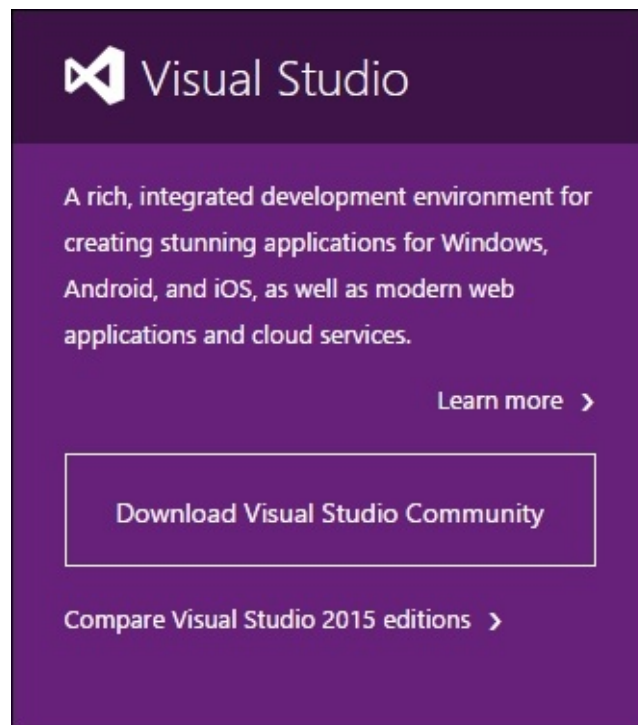 Visual Studio
A rich, integrated development environment for
creating stunning applications for Windows,
Android, and iOS, as well as modern web
applications and cloud services.
Learn more ❯
Download Visual Studio Community
Compare Visual Studio 2015 editions ❯